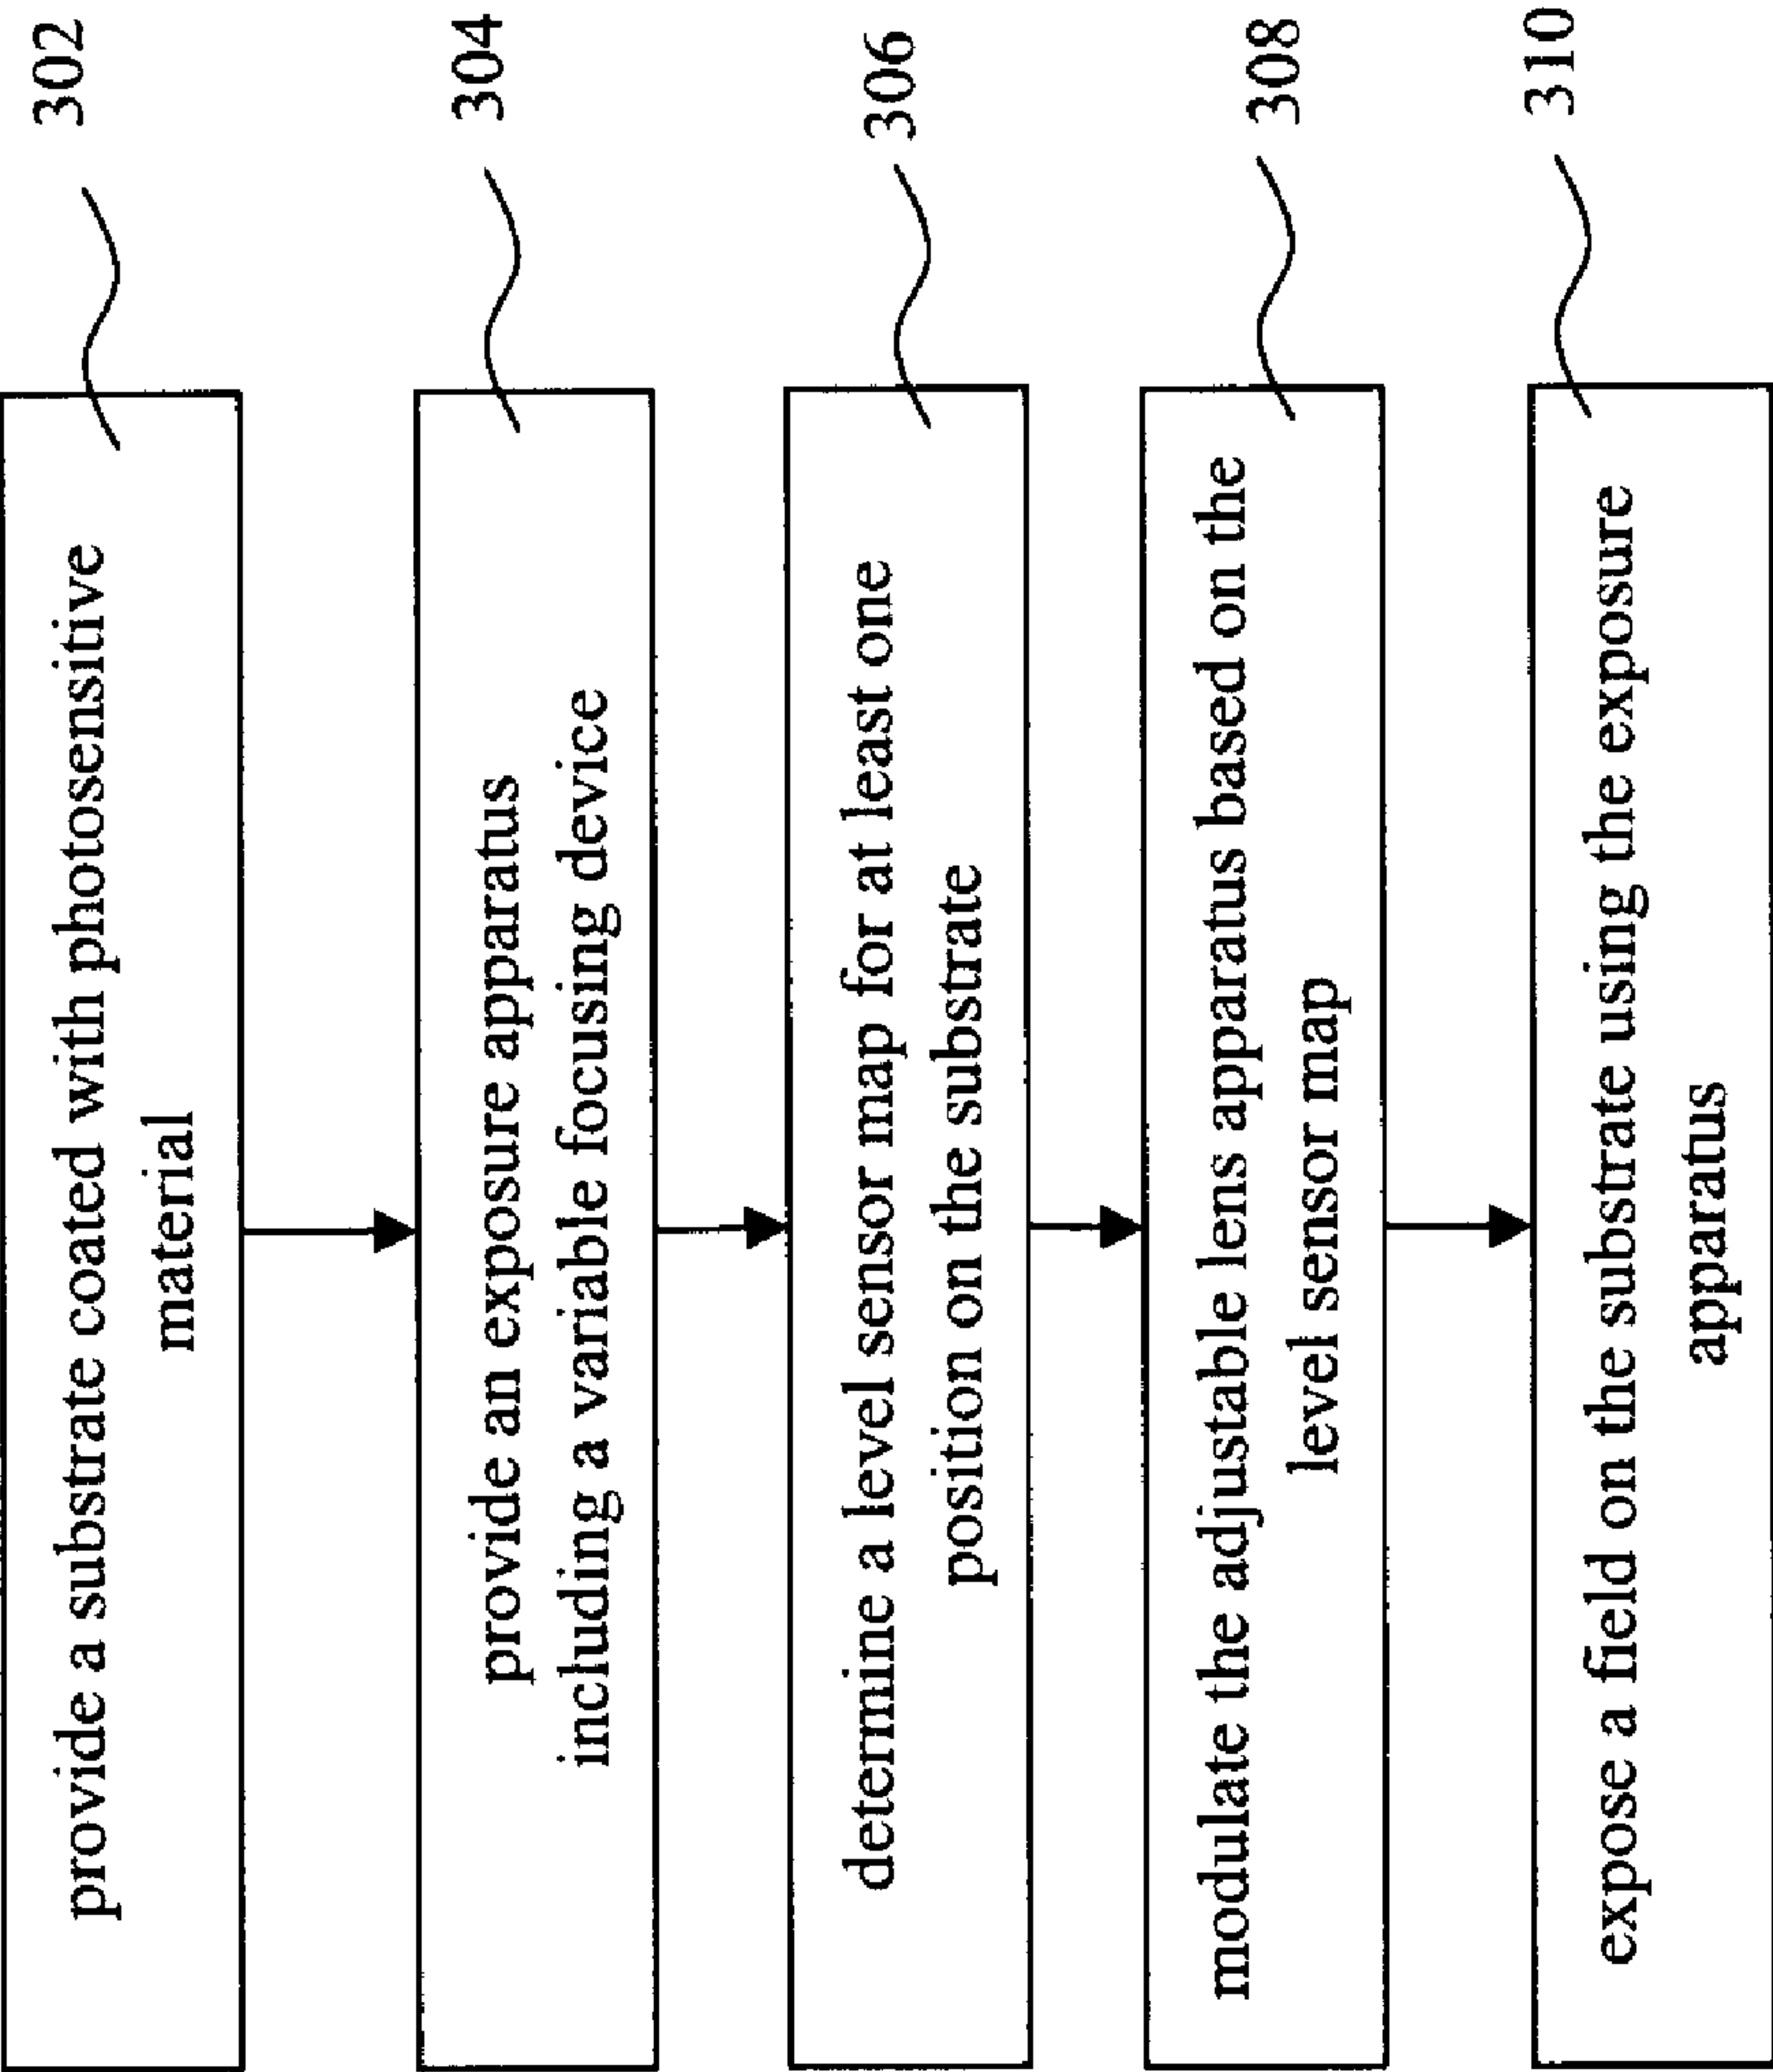 provide a substrate coated with photosensitive
material
302
provide an exposure apparatus
including a variable focusing device
304
determine a level sensor map for at least one
position on the substrate
306
modulate the adjustable lens apparatus based on the
level sensor map
308
expose a field on the substrate using the exposure
apparatus
310